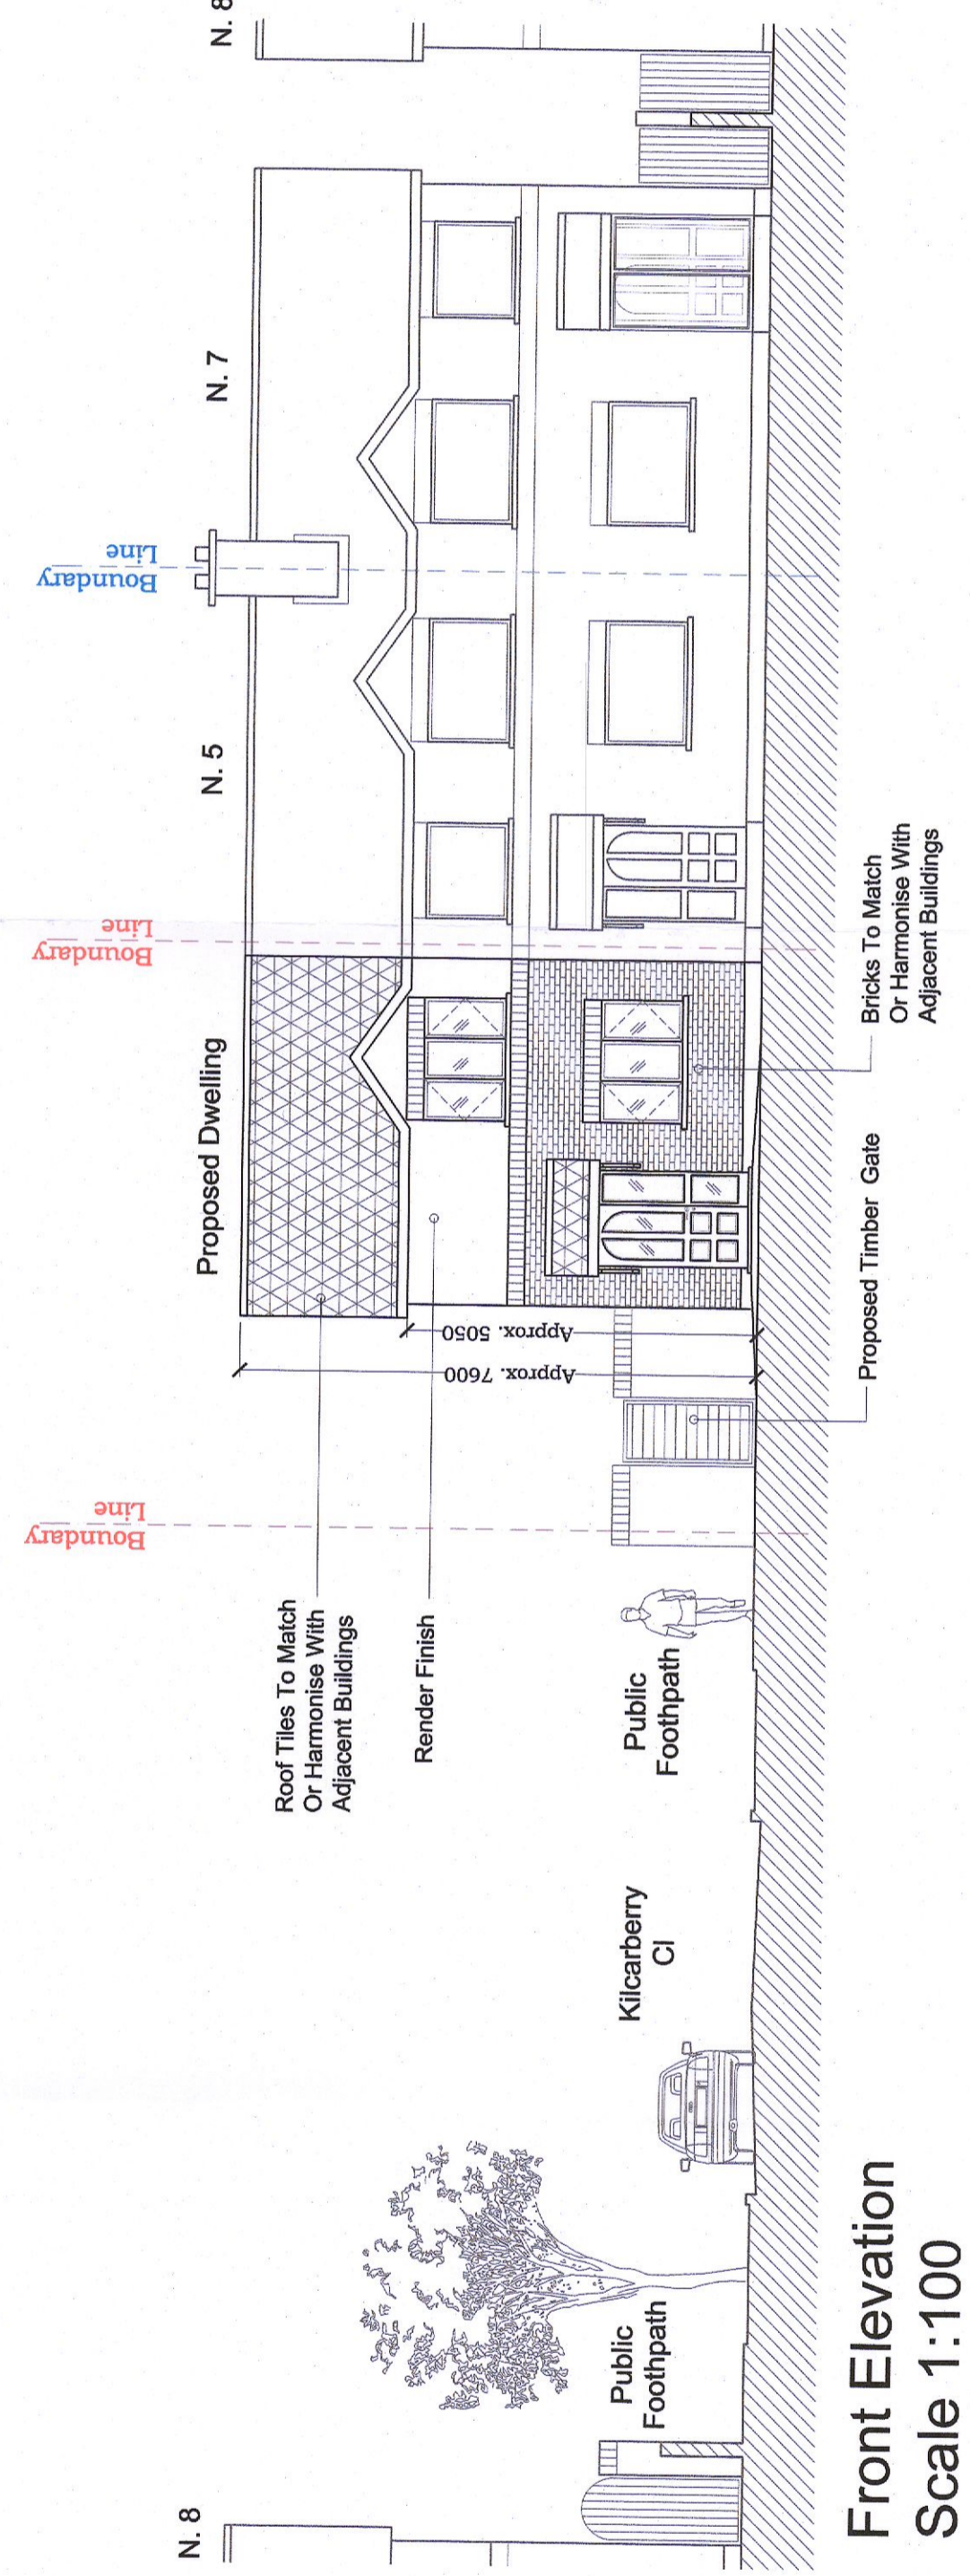 N. 8
Boundary
Line
Proposed Dwelling
Boundary
Line
N. 5
Boundary
Line
N. 7
N. 8
Roof Tiles To Match
Or Harmonise With
Adjacent Buildings
Render Finish
Approx. 7600
Approx. 5050
Public
Foothpath
Kilcarberry
Cl
Public
Foothpath
Proposed Timber Gate
Bricks To Match
Or Harmonise With
Adjacent Buildings
Front Elevation
Scale 1:100